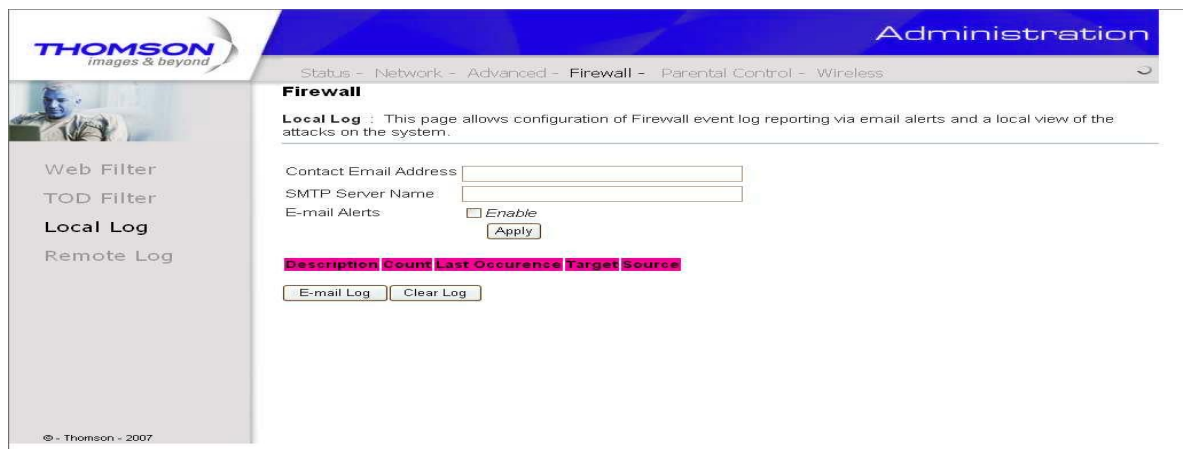 THOMSON
images & beyond
Administration
Status - Network - Advanced - Firewall - Parental Control - Wireless
Firewall
Local Log : This page allows configuration of Firewall event log reporting via email alerts and a local view of the
attacks on the system.
Web Filter
TOD Filter
Local Log
Remote Log
Contact Email Address
SMTP Server Name
E-mail Alerts Enable
Apply
Description Count Last Occurence Target Source
E-mail Log Clear Log
© - Thomson - 2007